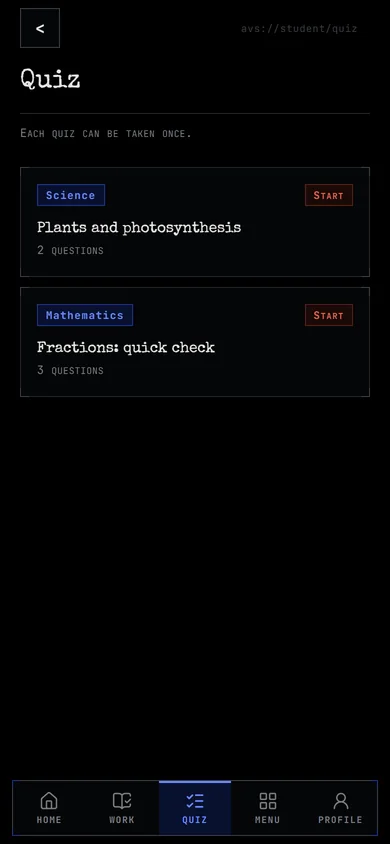 <
avs://student/quiz
Quiz
Each quiz can be taken once.
Science
Start
Plants and photosynthesis
2 questions
Mathematics
Start
Fractions: quick check
3 questions
HOME
WORK
QUIZ
MENU
PROFILE